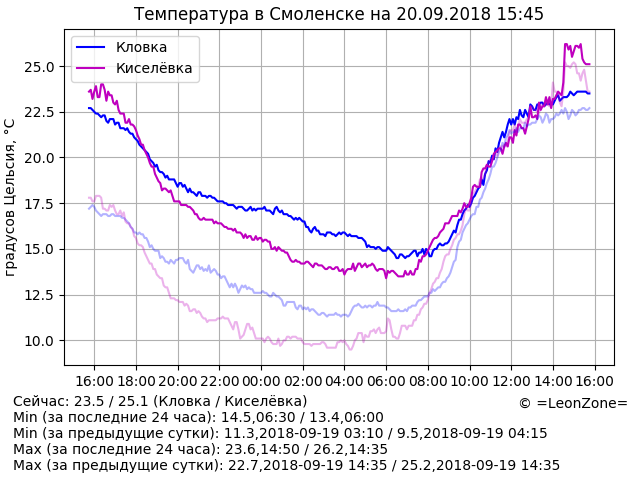 Температура в Смоленске на 20.09.2018 15:45
Кловка
Киселёвка
градусов Цельсия, °C
25.0
22.5
20.0
17.5
15.0
12.5
10.0
16:00 18:00 20:00 22:00 00:00 02:00 04:00 06:00 08:00 10:00 12:00 14:00 16:00
Сейчас: 23.5 / 25.1 (Кловка / Киселёвка)
© =LeonZone=
Min (за последние 24 часа): 14.5,06:30 / 13.4,06:00
Min (за предыдущие сутки): 11.3,2018-09-19 03:10 / 9.5,2018-09-19 04:15
Max (за последние 24 часа): 23.6,14:50 / 26.2,14:35
Max (за предыдущие сутки): 22.7,2018-09-19 14:35 / 25.2,2018-09-19 14:35